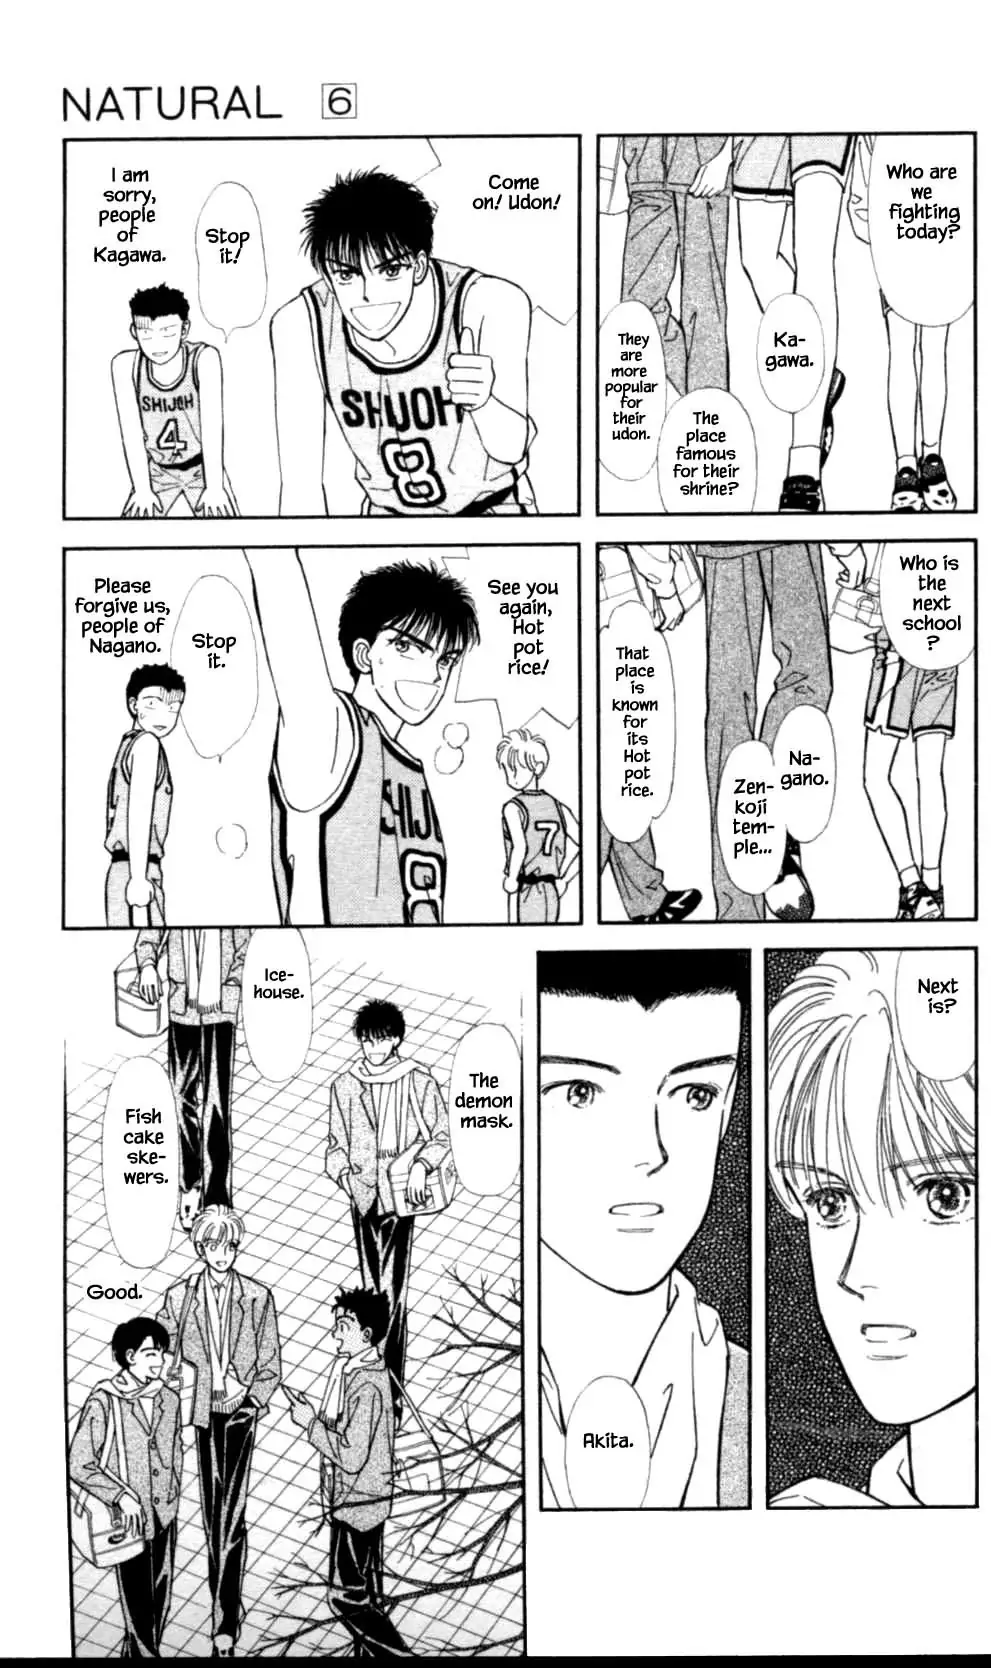 NATURAL 6
Who are
we
fighting
today?
Ka-
gawa.
The
place
famous
for their
shrine?
They
are
more
popular
for
their
udon.
Come
on! Udon!
SHIJOH
8
Stop
it!
I am
sorry,
people
of
Kagawa.
SHIJOH
4
Who is
the
next
school
?
Na-
gano.
Zen-
koji
tem-
ple...
That
place
is
known
for
its
Hot
pot
rice.
See you
again,
Hot
pot
rice!
7
SHIJO
8
Stop
it.
Please
forgive us,
people of
Nagano.
Next
is?
Akita.
The
demon
mask.
Ice-
house.
Fish
cake
ske-
wers.
Good.